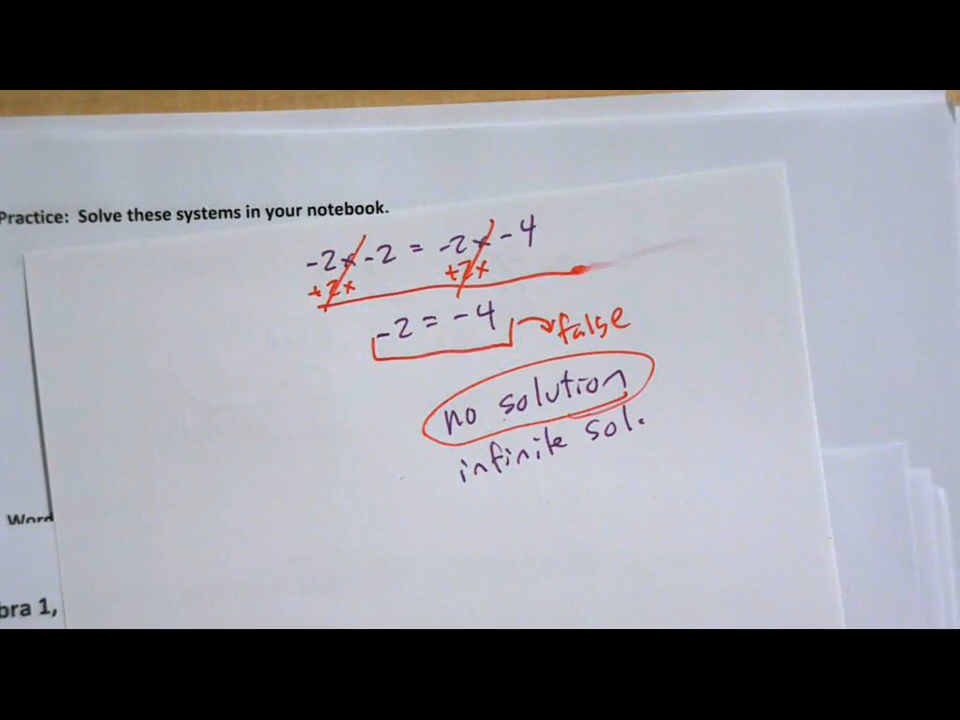 Practice: Solve these systems in your notebook.
-2x -2 = -2x - 4
+2x +2x
-2 = -4 → false
no solution
infinite sol.
Word
bra 1,